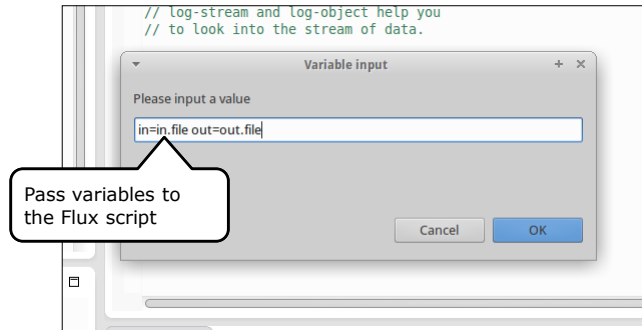 // log-stream and log-object help you
// to look into the stream of data.
Variable input
Please input a value
in=in.file out=out.file
Pass variables to
the Flux script
Cancel
OK